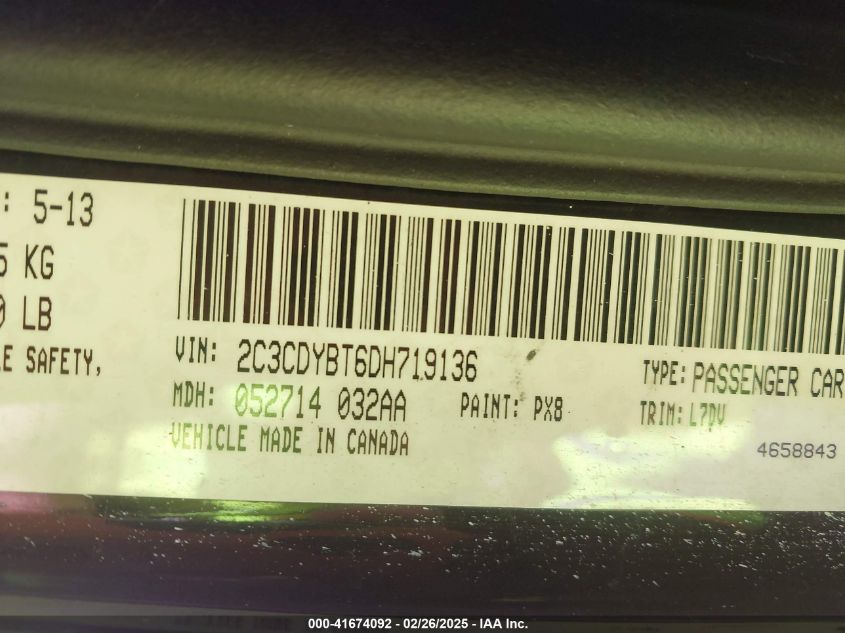 : 5-13
5 KG
0 LB
LE SAFETY,
VIN: 2C3CDYBT6DH719136
TYPE: PASSENGER CAR
MDH: 052714 032AA
PAINT: PX8
TRIM: L7DV
VEHICLE MADE IN CANADA
4658843
000-41674092 - 02/26/2025 - IAA Inc.